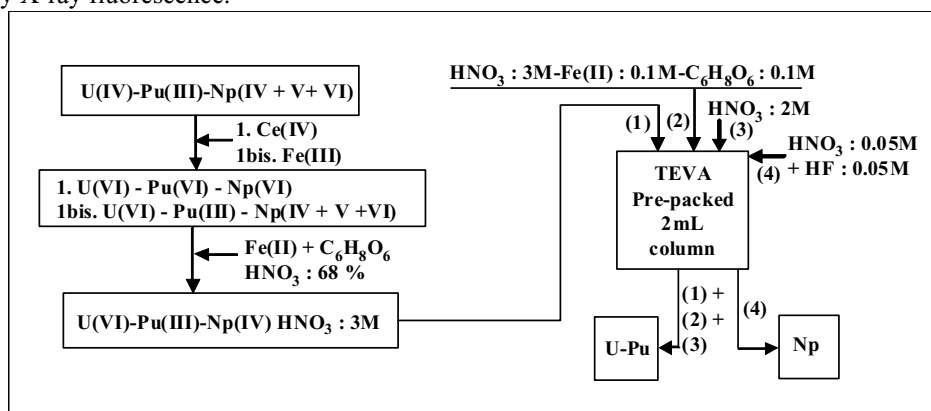 y X-ray fluorescence.
U(IV)-Pu(III)-Np(IV + V+ VI)
1. Ce(IV)
1bis. Fe(III)
1. U(VI) - Pu(VI) - Np(VI)
1bis. U(VI) - Pu(III) - Np(IV + V +VI)
Fe(II) + C₆H₈O₆
HNO₃ : 68 %
U(VI)-Pu(III)-Np(IV) HNO₃ : 3M
HNO₃ : 3M-Fe(II) : 0.1M-C₆H₈O₆ : 0.1M
(1)
(2)
HNO₃ : 2M
(3)
HNO₃ : 0.05M
+ HF : 0.05M
(4)
TEVA
Pre-packed
2mL
column
(1) +
(2) +
(3)
(4)
U-Pu
Np